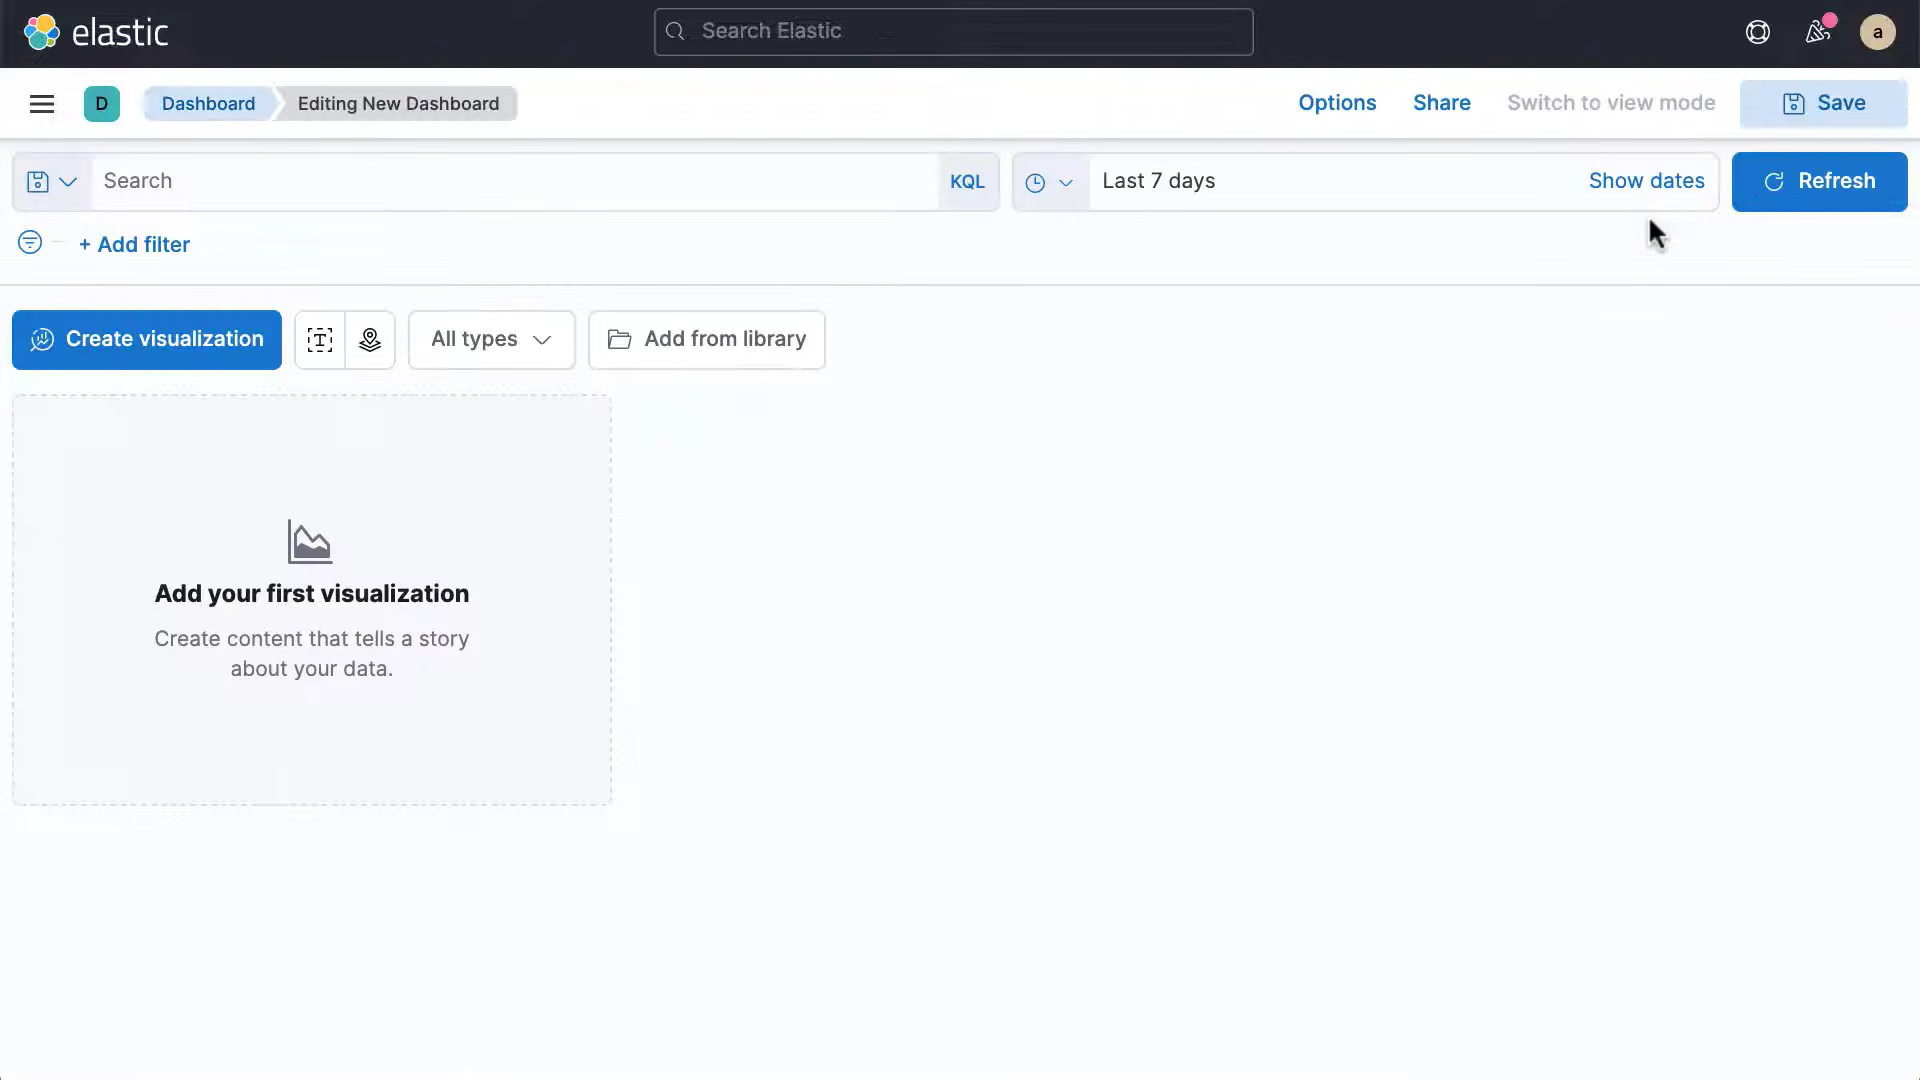 elastic
Search Elastic
a
D
Dashboard
Editing New Dashboard
Options
Share
Switch to view mode
Save
Search
KQL
Last 7 days
Show dates
Refresh
+ Add filter
Create visualization
All types
Add from library
Add your first visualization
Create content that tells a story
about your data.